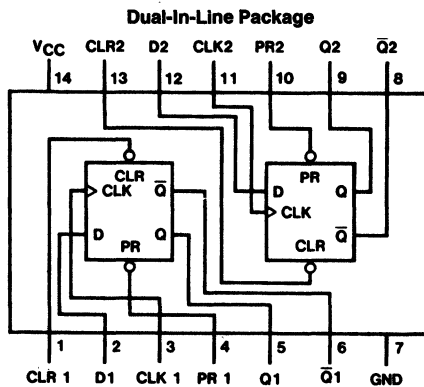 Dual-In-Line Package
VCC CLR2 D2 CLK2 PR2 Q2 Q̅2
14 13 12 11 10 9 8
CLR PR
CLK Q̅ D Q
D Q CLK
PR CLR Q̅
1 2 3 4 5 6 7
CLR 1 D1 CLK 1 PR 1 Q1 Q̅1 GND